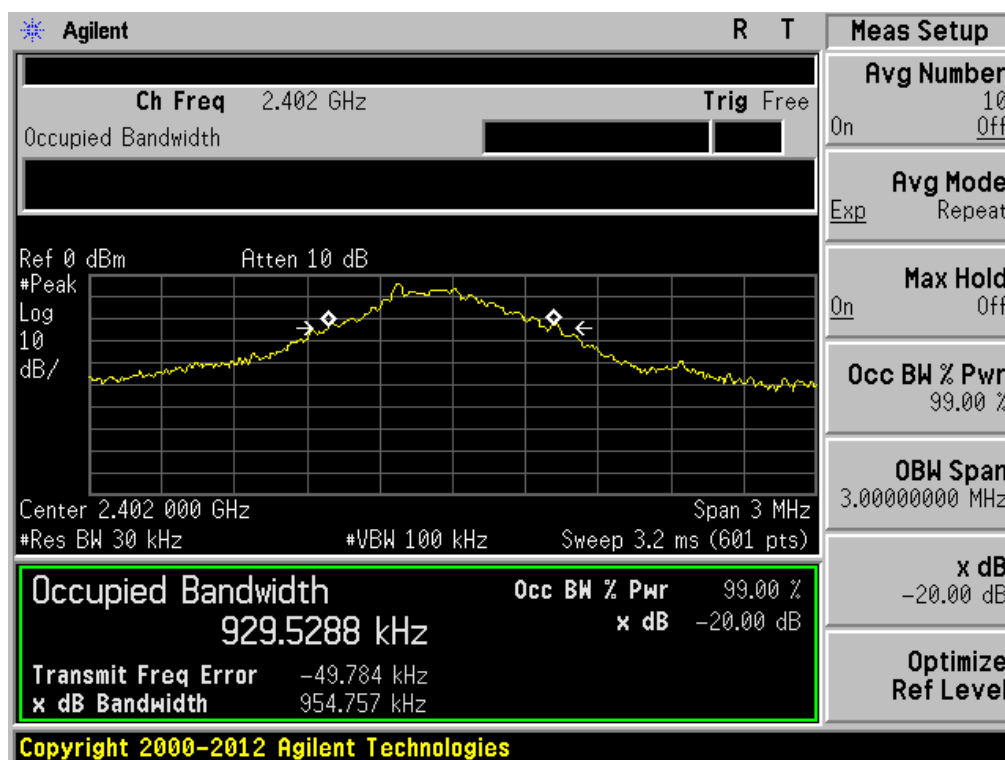 Agilent R T
Ch Freq 2.402 GHz Trig Free
Occupied Bandwidth
Ref 0 dBm Atten 10 dB
#Peak
Log
10
dB/
Center 2.402 000 GHz Span 3 MHz
#Res BW 30 kHz #VBW 100 kHz Sweep 3.2 ms (601 pts)
Occupied Bandwidth Occ BW % Pwr 99.00 %
929.5288 kHz x dB -20.00 dB
Transmit Freq Error -49.784 kHz
x dB Bandwidth 954.757 kHz
Copyright 2000-2012 Agilent Technologies
Meas Setup
Avg Number
10
On Off
Avg Mode
Exp Repeat
Max Hold
On Off
Occ BW % Pwr
99.00 %
OBW Span
3.00000000 MHz
x dB
-20.00 dB
Optimize
Ref Level